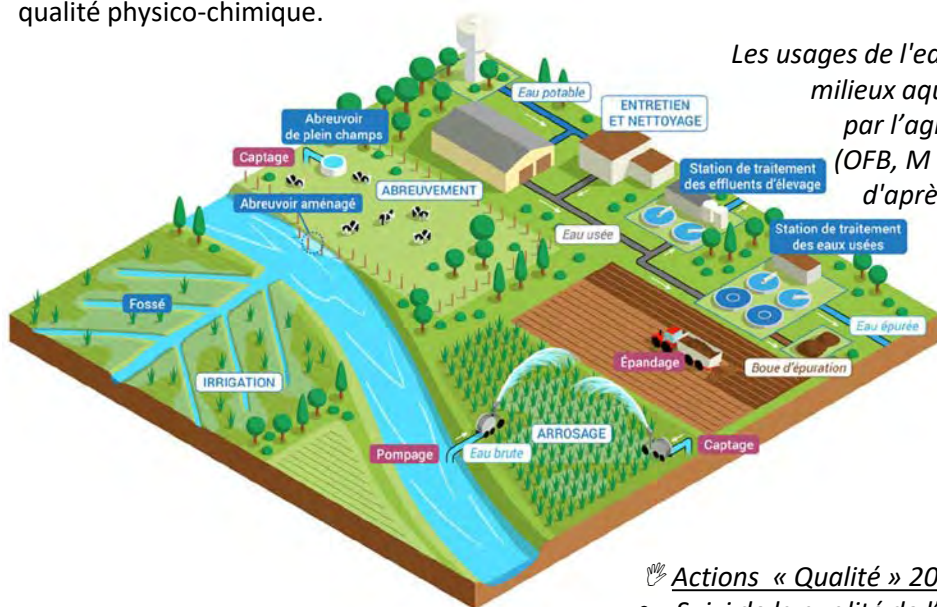 qualité physico-chimique.
Les usages de l'ea
milieux aqu
par l'ag
(OFB, M
d'aprè
Eau potable
ENTRETIEN
ET NETTOYAGE
Abreuvoir
de plein champs
Captage
Station de traitement
des effluents d'élevage
ABREUVEMENT
Abreuvoir aménagé
Eau usée
Station de traitement
des eaux usées
Fossé
Eau épurée
Épandage
Boue d'épuration
IRRIGATION
ARROSAGE
Pompage
Eau brute
Captage
Actions « Qualité » 20